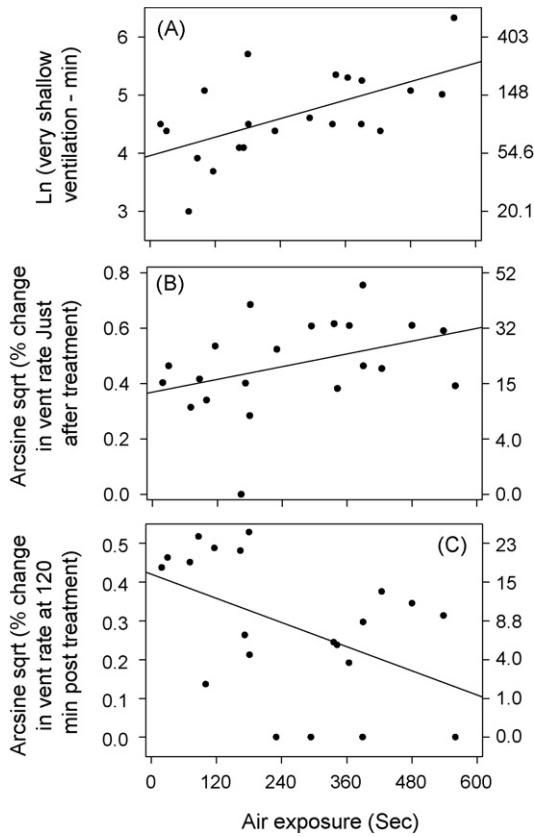 (A)
Ln (very shallow
ventilation - min)
6
5
4
3
403
148
54.6
20.1
(B)
Arcsine sqrt (% change
in vent rate Just
after treatment)
0.8
0.6
0.4
0.2
0.0
52
32
15
4.0
0.0
(C)
Arcsine sqrt (% change
in vent rate at 120
min post treatment)
0.5
0.4
0.3
0.2
0.1
0.0
23
15
8.8
4.0
1.0
0.0
0 120 240 360 480 600
Air exposure (Sec)